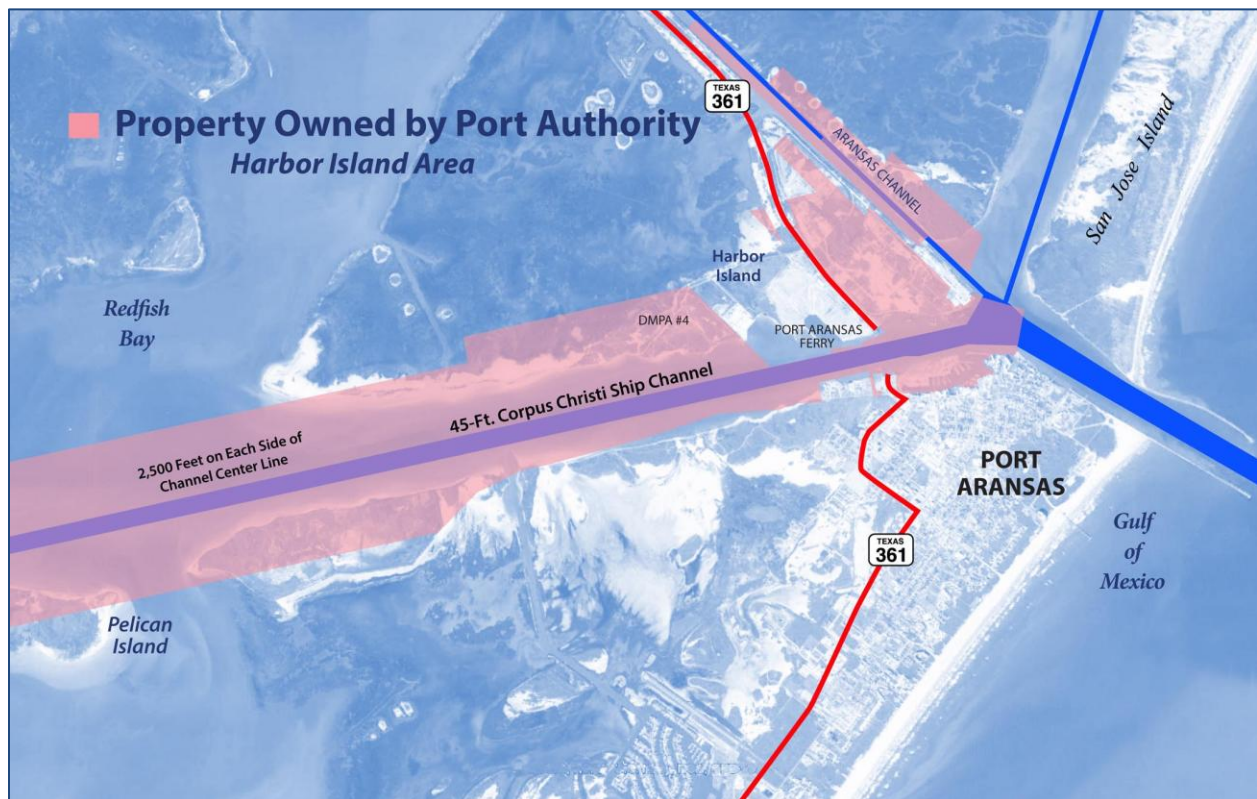 Property Owned by Port Authority
Harbor Island Area
TEXAS
361
ARANSAS CHANNEL
San Jose Island
Harbor
Island
Redfish
Bay
DMPA #4
PORT ARANSAS
FERRY
45-Ft. Corpus Christi Ship Channel
2,500 Feet on Each Side of
Channel Center Line
PORT
ARANSAS
Gulf
of
Mexico
TEXAS
361
Pelican
Island